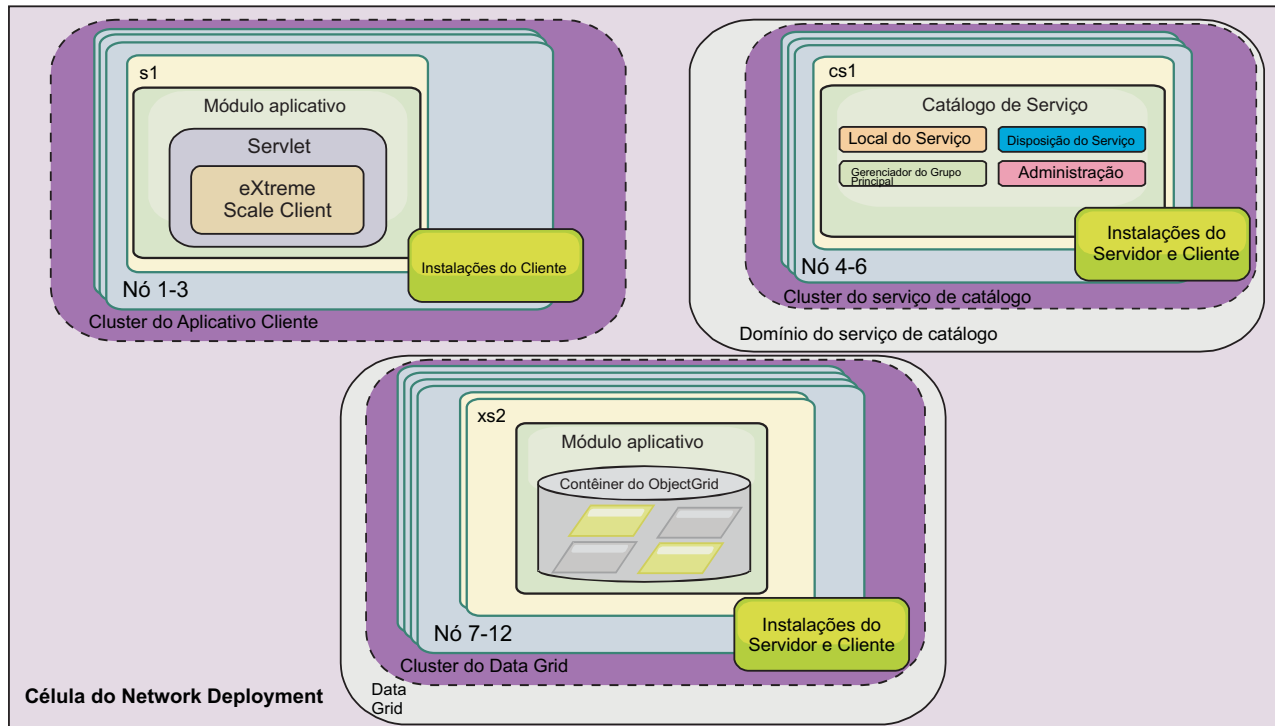 s1
Módulo aplicativo
Servlet
eXtreme
Scale Client
Instalações do Cliente
Nó 1-3
Cluster do Aplicativo Cliente
cs1
Catálogo de Serviço
Local do Serviço
Disposição do Serviço
Gerenciador do Grupo
Principal
Administração
Instalações do
Servidor e Cliente
Nó 4-6
Cluster do serviço de catálogo
Domínio do serviço de catálogo
xs2
Módulo aplicativo
Contêiner do ObjectGrid
Instalações do
Servidor e Cliente
Nó 7-12
Cluster do Data Grid
Data
Grid
Célula do Network Deployment